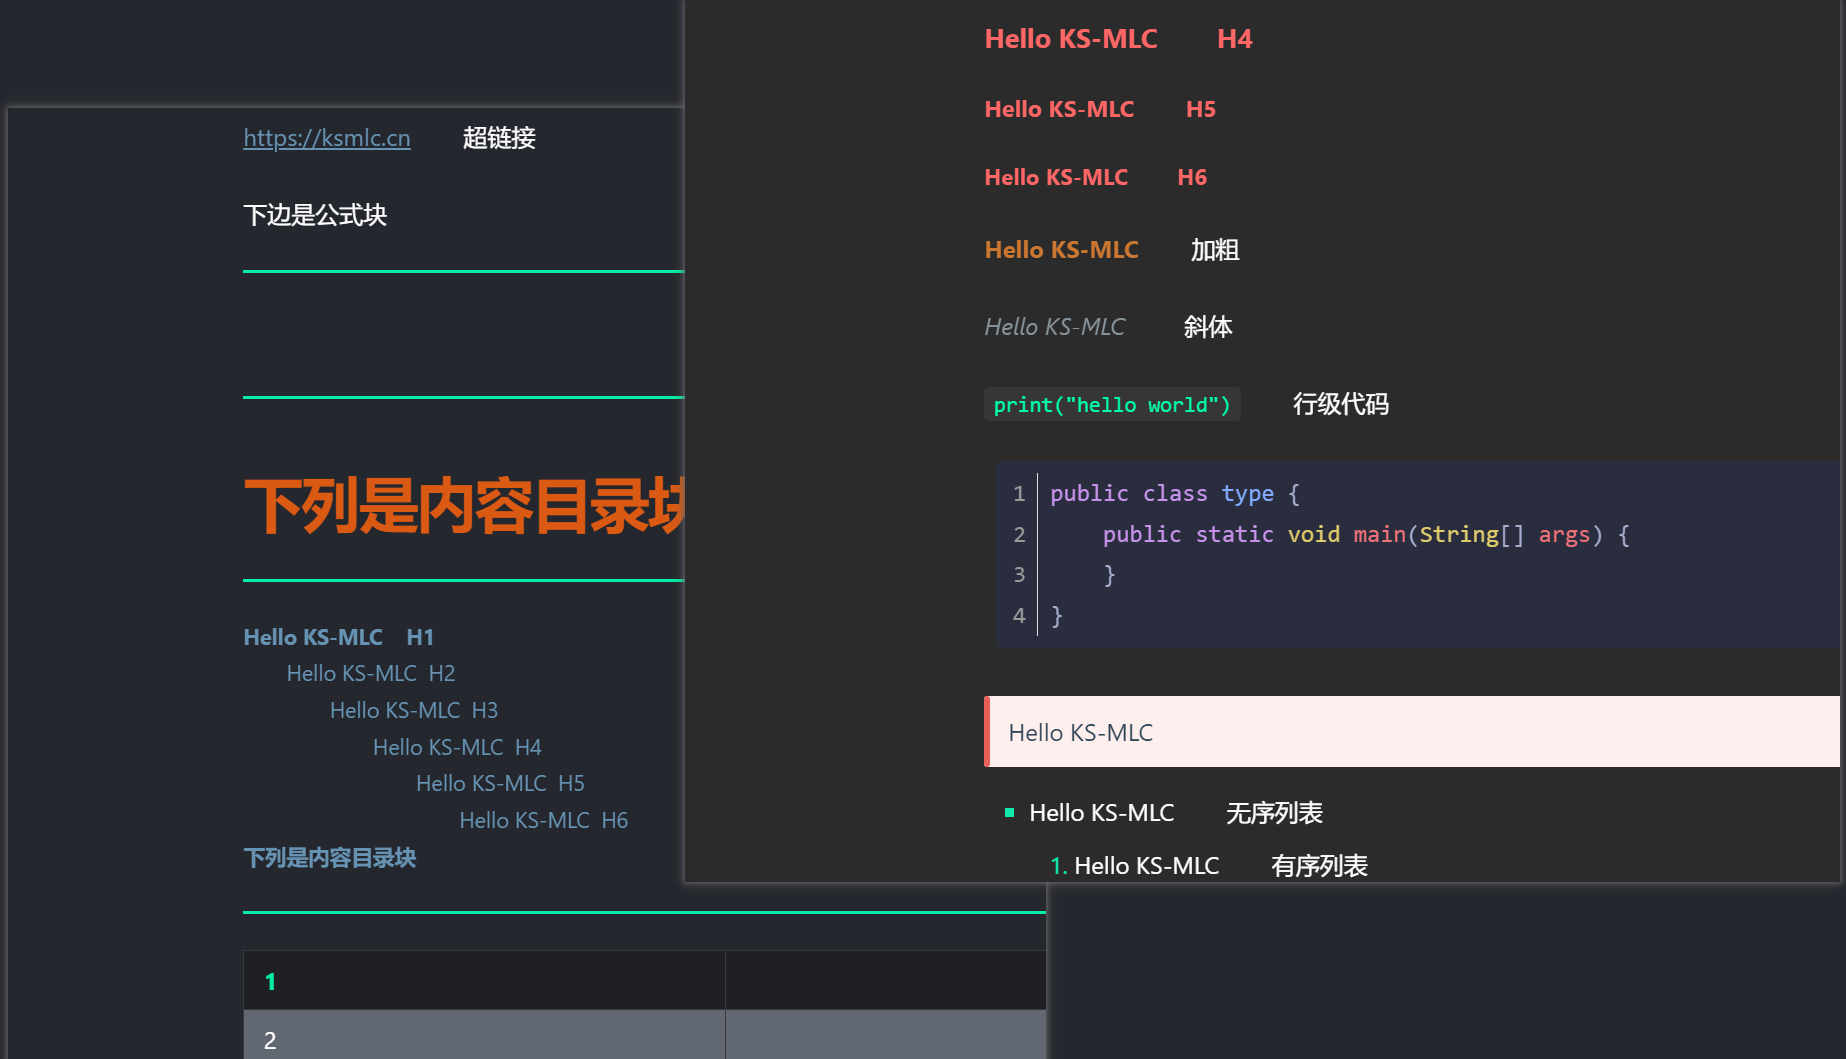 https://ksmlc.cn 超链接
下边是公式块
下列是内容目录块
Hello KS-MLC H1
Hello KS-MLC H2
Hello KS-MLC H3
Hello KS-MLC H4
Hello KS-MLC H5
Hello KS-MLC H6
下列是内容目录块
1
2
Hello KS-MLC H4
Hello KS-MLC H5
Hello KS-MLC H6
Hello KS-MLC 加粗
Hello KS-MLC 斜体
print("hello world") 行级代码
1 public class type {
2 public static void main(String[] args) {
3 }
4 }
Hello KS-MLC
Hello KS-MLC 无序列表
1. Hello KS-MLC 有序列表